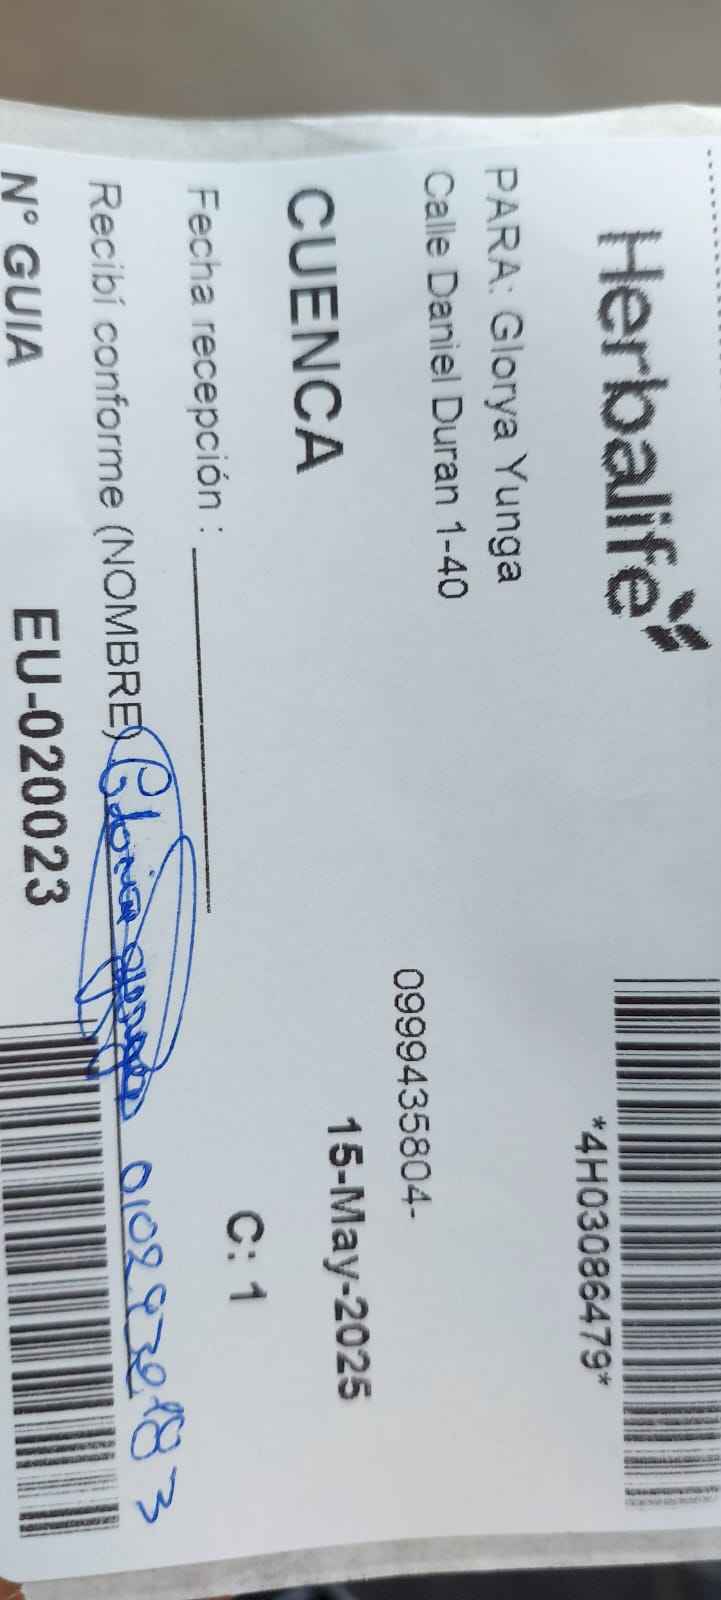 Herbalife
*4H03086479*
PARA: Glorya Yunga
Calle Daniel Duran 1-40
0999435804-
CUENCA
15-May-2025
Fecha recepción :
C: 1
Recibí conforme (NOMBRE) Gloria
N° GUIA EU-020023